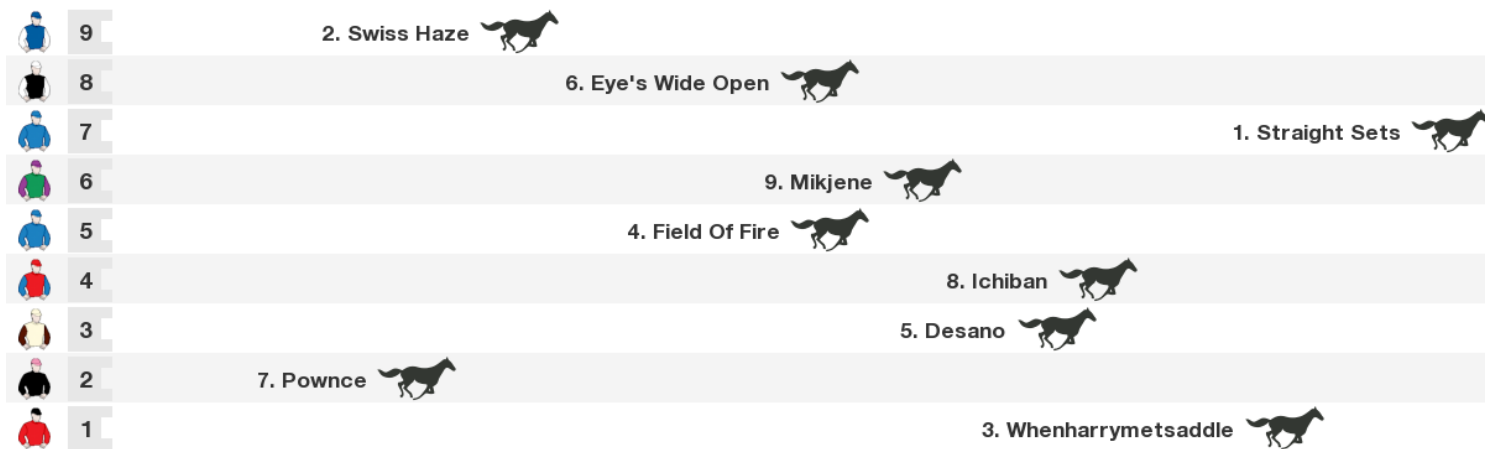 9 2. Swiss Haze
8 6. Eye's Wide Open
7 1. Straight Sets
6 9. Mikjene
5 4. Field Of Fire
4 8. Ichiban
3 5. Desano
2 7. Pownce
1 3. Whenharrymetsaddle